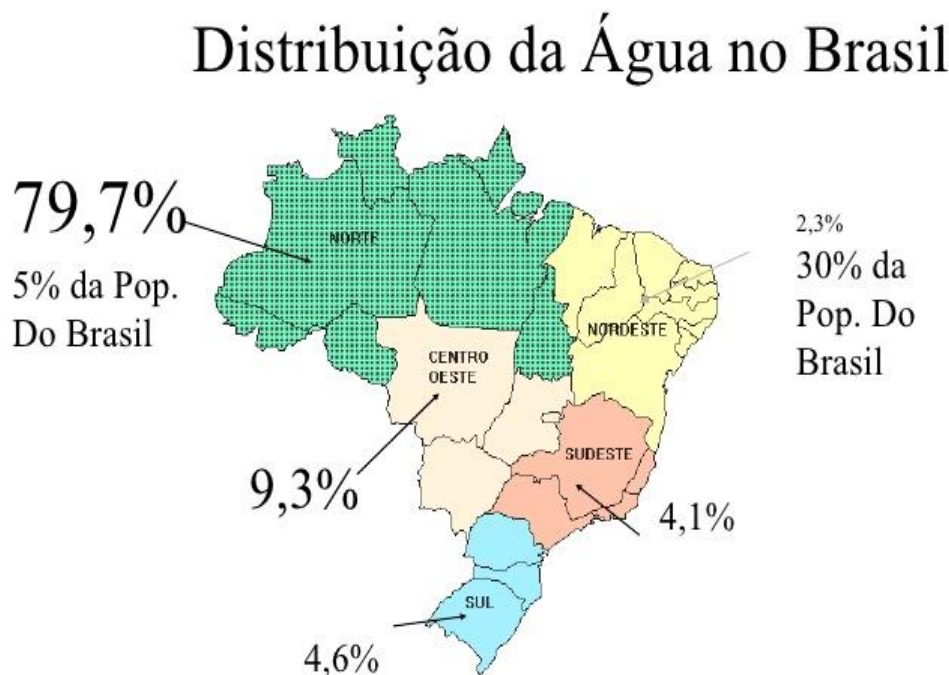 Distribuição da Água no Brasil
79,7%
5% da Pop.
Do Brasil
NORTE
2,3%
30% da
Pop. Do
Brasil
NORDESTE
CENTRO
OESTE
9,3%
SUDESTE
4,1%
SUL
4,6%